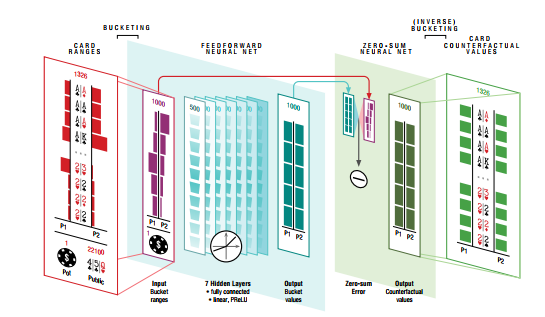 CARD
RANGES
BUCKETING
FEEDFORWARD
NEURAL NET
ZERO-SUM
NEURAL NET
(INVERSE)
BUCKETING
CARD
COUNTERFACTUAL
VALUES
1326
1000
500
1000
1000
1326
P1 P2
P1 P2
P1 P2
P1 P2
P1 P2
1
Pot
22100
Public
1
Input
Bucket
ranges
7 Hidden Layers
• fully connected
• linear, PReLU
Output
Bucket
values
Zero-sum
Error
Output
Counterfactual
values